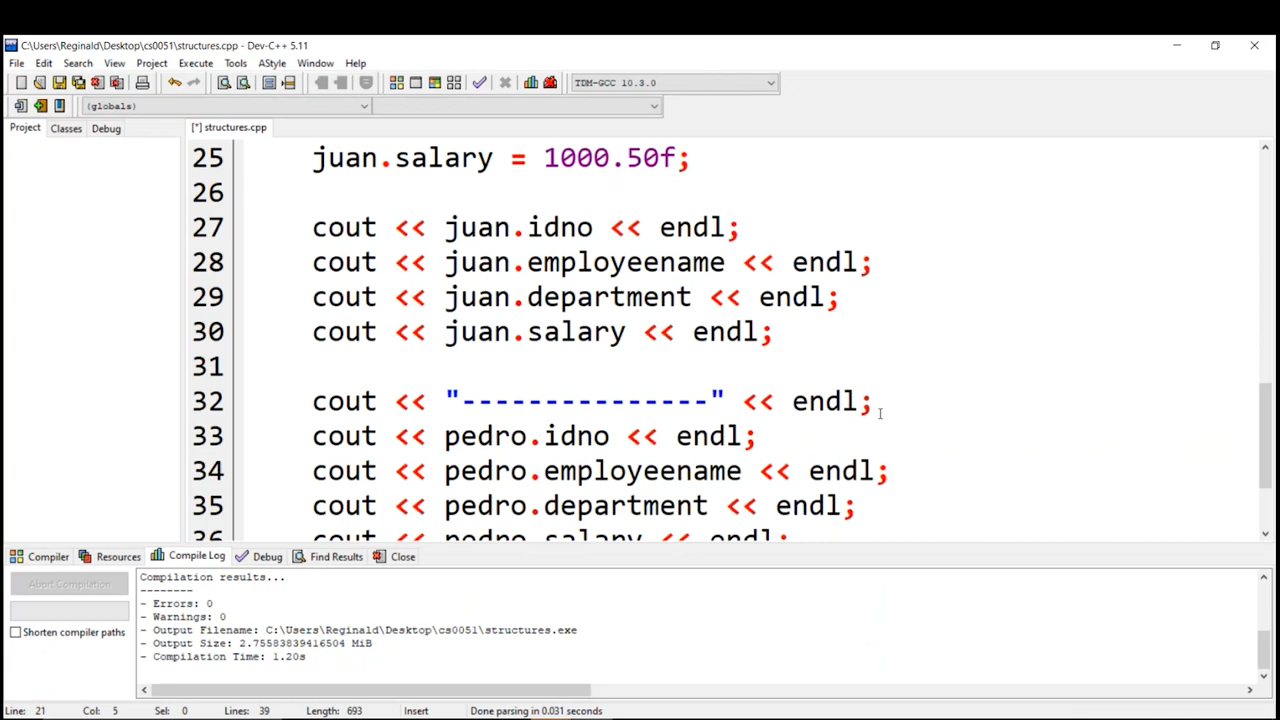 C:\Users\Reginald\Desktop\cs0051\structures.cpp - Dev-C++ 5.11
File Edit Search View Project Execute Tools AStyle Window Help
TDM-GCC 10.3.0
(globals)
Project Classes Debug
[*] structures.cpp
25 juan.salary = 1000.50f;
26
27 cout << juan.idno << endl;
28 cout << juan.employeename << endl;
29 cout << juan.department << endl;
30 cout << juan.salary << endl;
31
32 cout << "---------------" << endl;
33 cout << pedro.idno << endl;
34 cout << pedro.employeename << endl;
35 cout << pedro.department << endl;
36 cout << pedro.salary << endl;
Compiler Resources Compile Log Debug Find Results Close
Abort Compilation
Shorten compiler paths
Compilation results...
--------
- Errors: 0
- Warnings: 0
- Output Filename: C:\Users\Reginald\Desktop\cs0051\structures.exe
- Output Size: 2.75583839416504 MiB
- Compilation Time: 1.20s
Line: 21 Col: 5 Sel: 0 Lines: 39 Length: 693 Insert Done parsing in 0.031 seconds